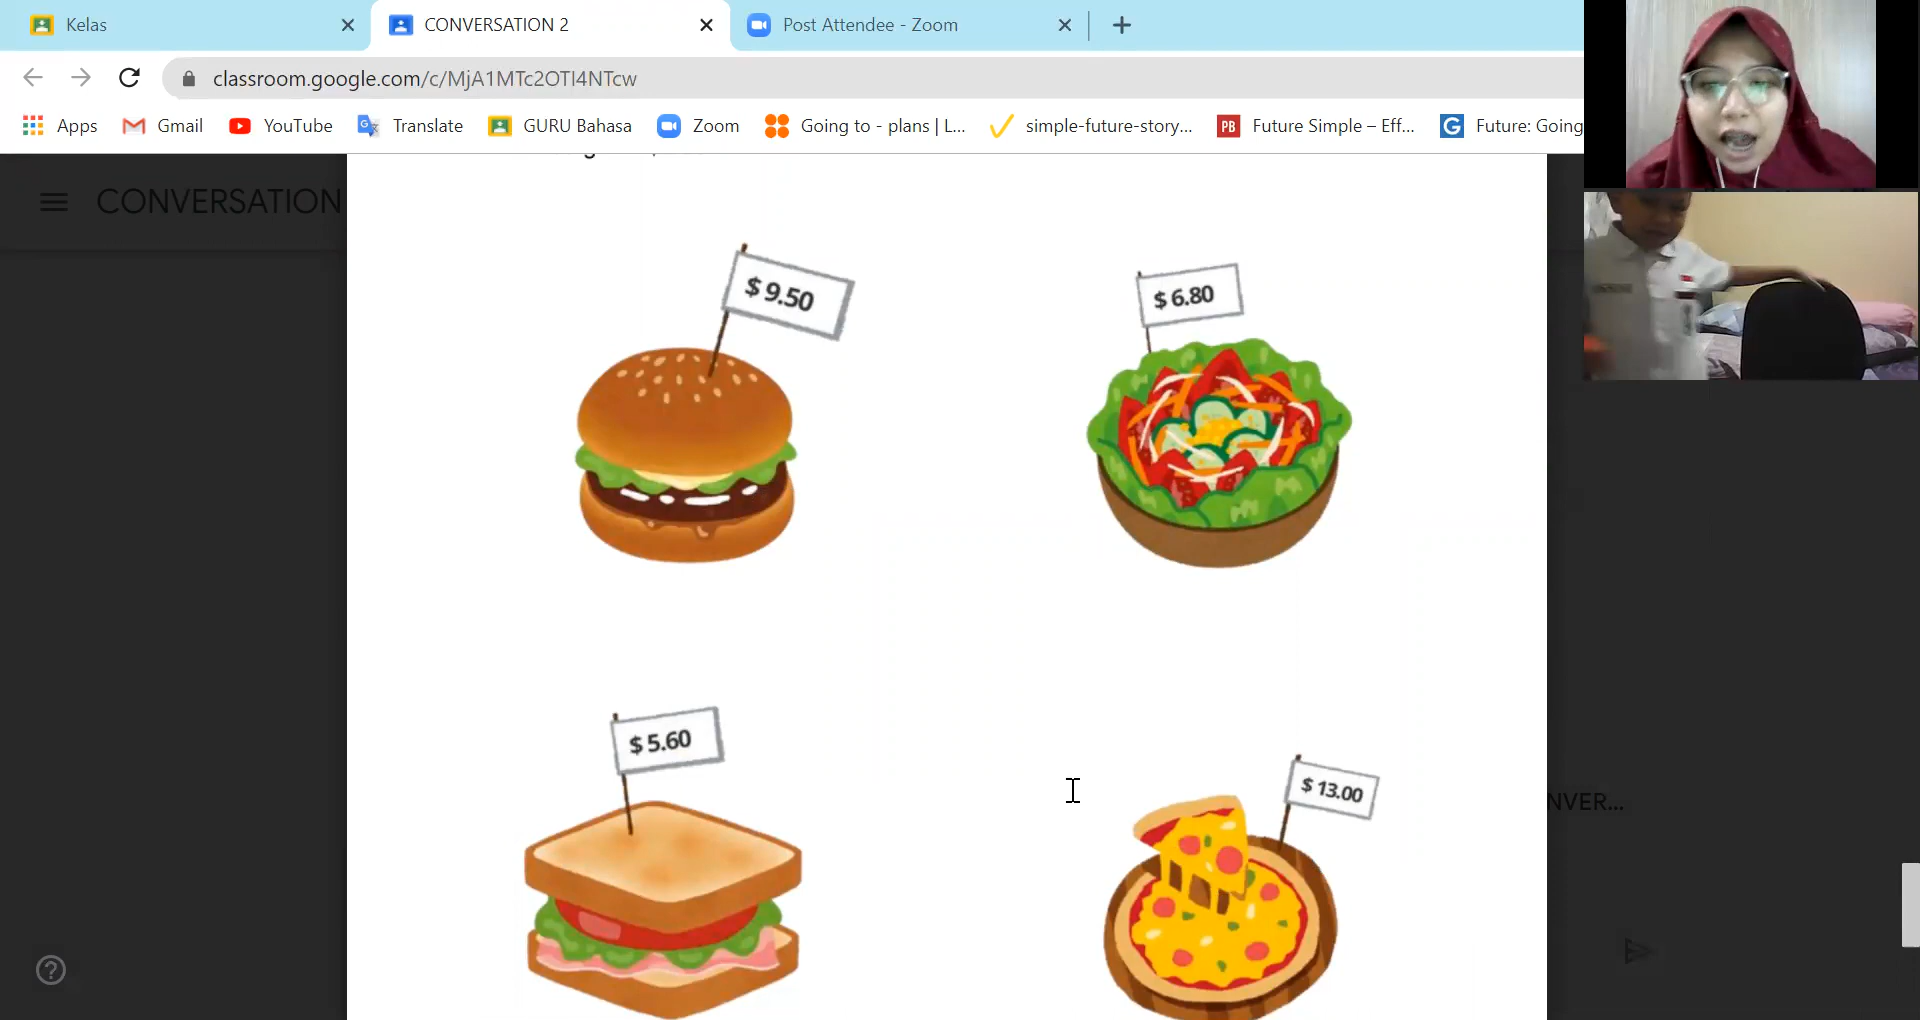 Kelas
CONVERSATION 2
Post Attendee - Zoom
classroom.google.com/c/MjA1MTc2OTI4NTcw
Apps
Gmail
YouTube
Translate
GURU Bahasa
Zoom
Going to - plans | L...
simple-future-story...
PB
Future Simple – Eff...
Future: Going
CONVERSATION
$ 9.50
$ 6.80
$ 5.60
$ 13.00
NVER...